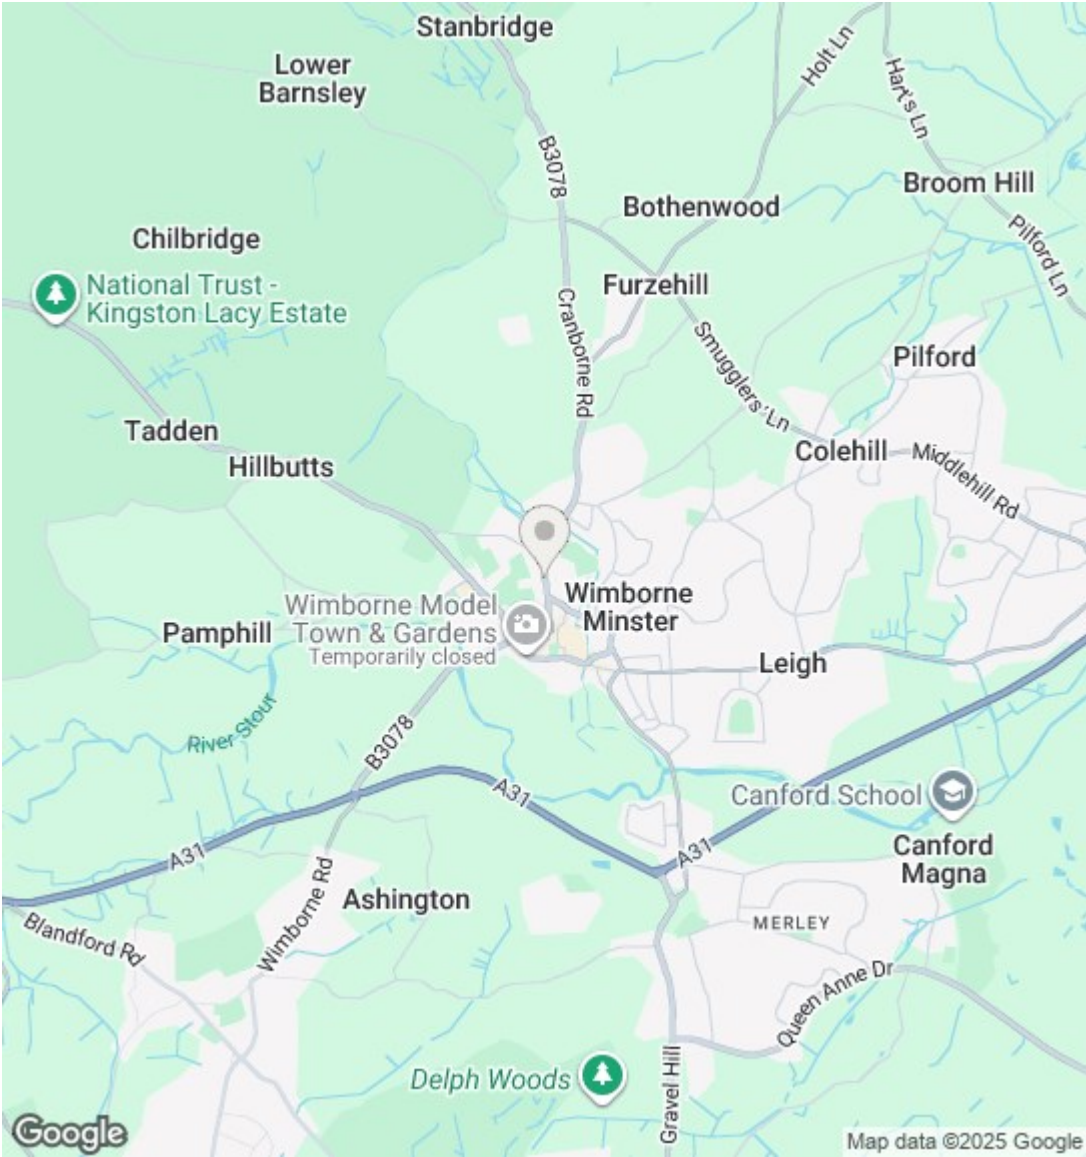 Stanbridge
Lower
Barnsley
Holt Ln
Hart's Ln
B3078
Broom Hill
Bothenwood
Pilford Ln
Chilbridge
National Trust -
Kingston Lacy Estate
Furzehill
Cranborne Rd
Smugglers' Ln
Pilford
Tadden
Hillbutts
Colehill
Middlehill Rd
Wimborne
Minster
Wimborne Model
Town & Gardens
Temporarily closed
Pamphill
Leigh
River Stour
B3078
A31
Canford School
A31
A31
Canford
Magna
Ashington
MERLEY
Wimborne Rd
Blandford Rd
Queen Anne Dr
Delph Woods
Gravel Hill
Google
Map data ©2025 Google